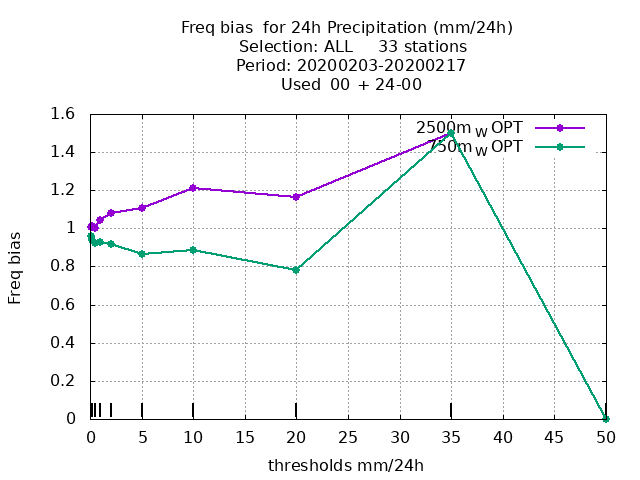 Freq bias  for 24h Precipitation (mm/24h)
Selection: ALL     33 stations
Period: 20200203-20200217
Used  00 + 24-00
2500m W OPT
750m W OPT
1.6
1.4
1.2
1
0.8
0.6
0.4
0.2
0
Freq bias
0 5 10 15 20 25 30 35 40 45 50
thresholds mm/24h